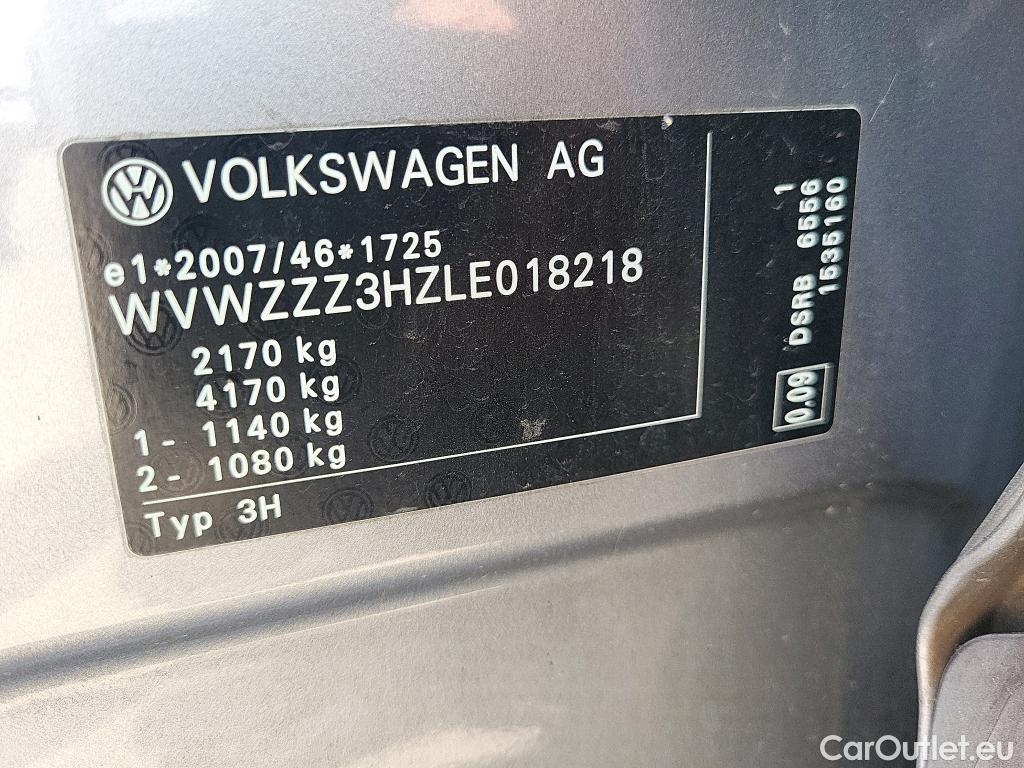 VOLKSWAGEN AG
e1*2007/46*1725
WVWZZZ3HZLE018218
2170 kg
4170 kg
1- 1140 kg
2- 1080 kg
Typ 3H
1
DSRB 6556
1535160
0.09
CarOutlet.eu